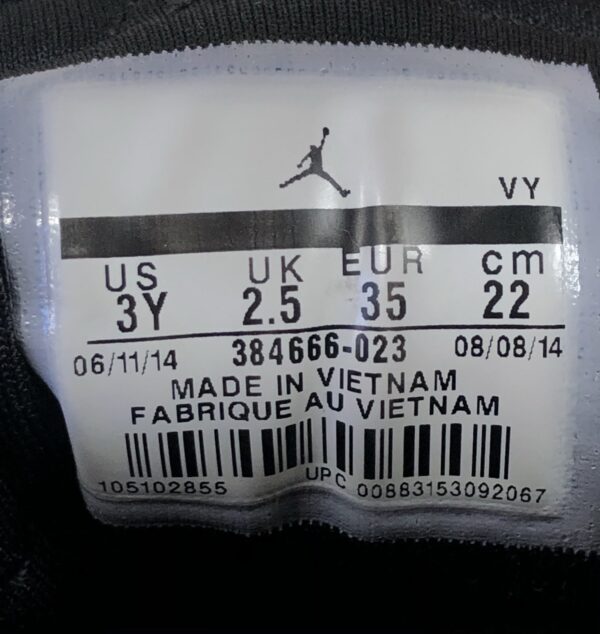 VY
US UK EUR cm
3Y 2.5 35 22
06/11/14 384666-023 08/08/14
MADE IN VIETNAM
FABRIQUE AU VIETNAM
105102855 UPC 00883153092067